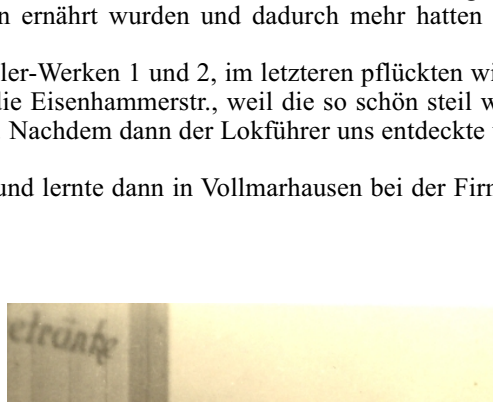 n ernährt wurden und dadurch mehr hatten
ler-Werken 1 und 2, im letzteren pflückten wi
lie Eisenhammerstr., weil die so schön steil w
Nachdem dann der Lokführer uns entdeckte
und lernte dann in Vollmarhausen bei der Firn
etränke